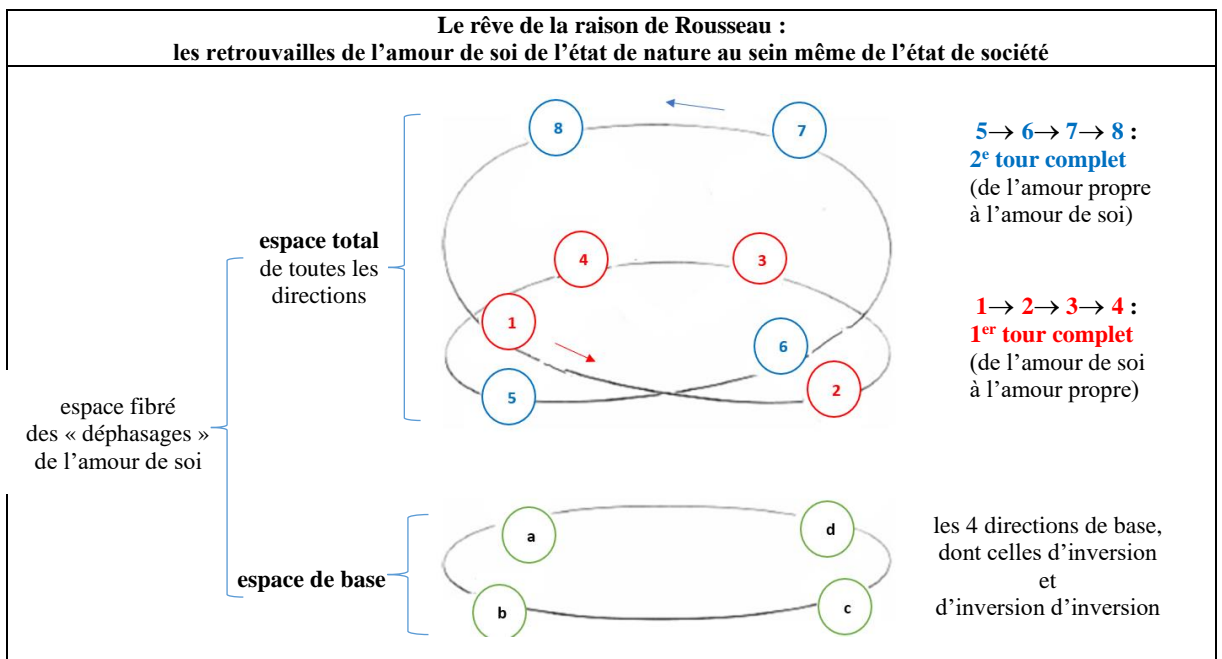 Le rêve de la raison de Rousseau :
les retrouvailles de l’amour de soi de l’état de nature au sein même de l’état de société
8
7
5→ 6→ 7→ 8 :
2e tour complet
(de l’amour propre
à l’amour de soi)
espace total
de toutes les
directions
4
3
1
6
5
2
1→ 2→ 3→ 4 :
1er tour complet
(de l’amour de soi
à l’amour propre)
espace fibré
des « déphasages »
de l’amour de soi
espace de base
a
d
b
c
les 4 directions de base,
dont celles d’inversion
et
d’inversion d’inversion